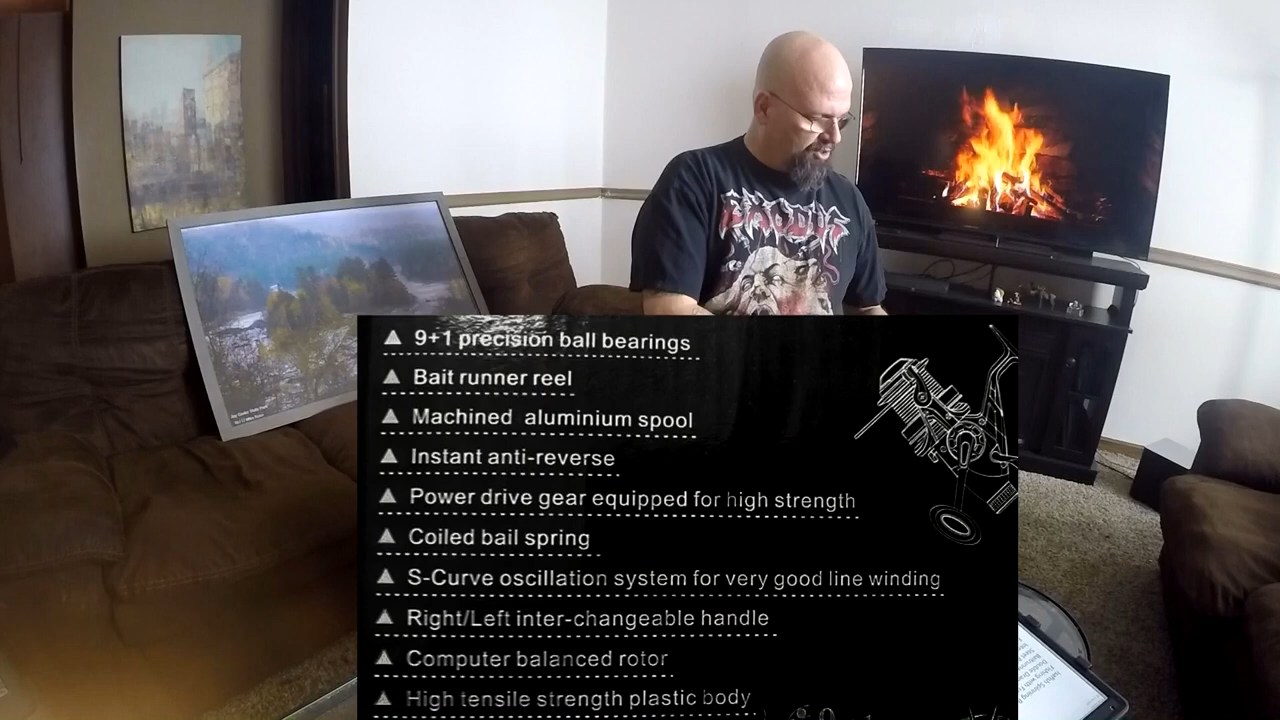 EXODUS
9+1 precision ball bearings
Bait runner reel
Machined aluminium spool
Instant anti-reverse
Power drive gear equipped for high strength
Coiled bail spring
S-Curve oscillation system for very good line winding
Right/Left inter-changeable handle
Computer balanced rotor
High tensile strength plastic body